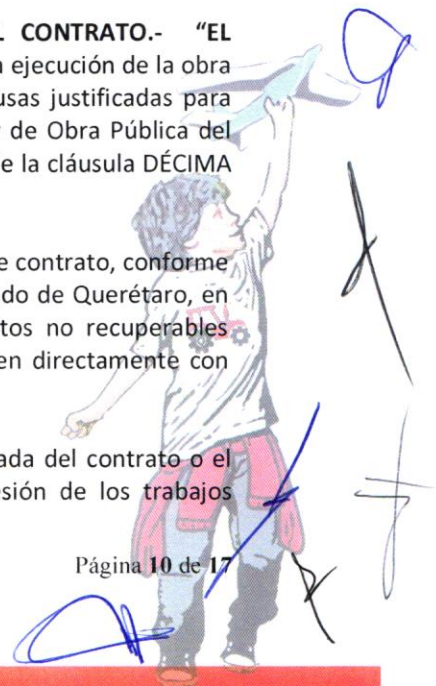 L CONTRATO.- "EL
a ejecución de la obra
usas justificadas para
de Obra Pública del
e la cláusula DÉCIMA
e contrato, conforme
do de Querétaro, en
tos no recuperables
en directamente con
ada del contrato o el
esión de los trabajos
Página 10 de 17